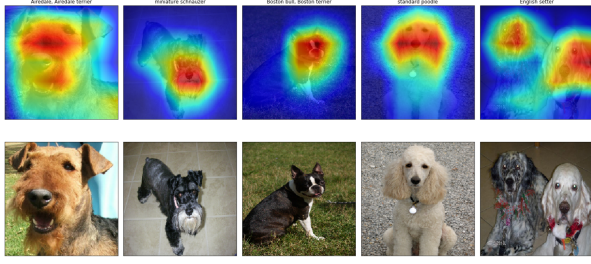 Airedale, Airedale terrier
miniature schnauzer
Boston bull, Boston terrier
standard poodle
English setter